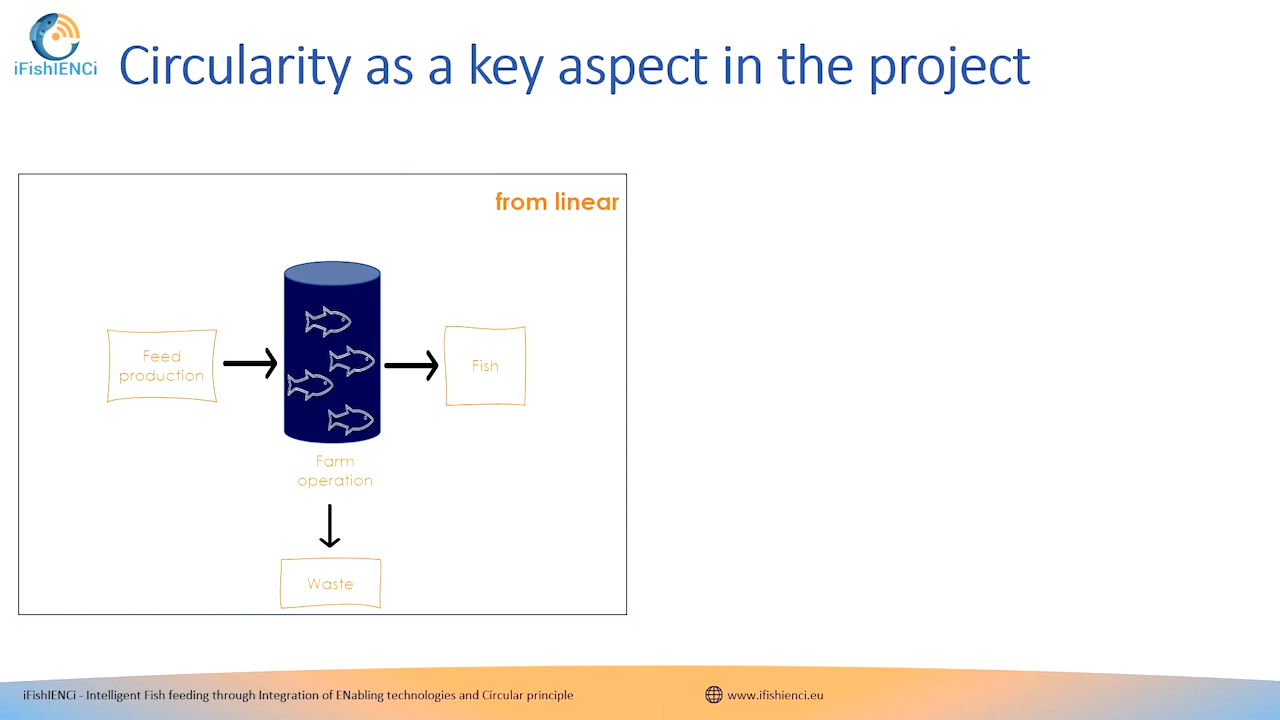 iFishIENCi
Circularity as a key aspect in the project
from linear
Feed
production
Fish
Farm
operation
Waste
iFishIENCi - Intelligent Fish feeding through Integration of ENabling technologies and Circular principle
www.ifishienci.eu